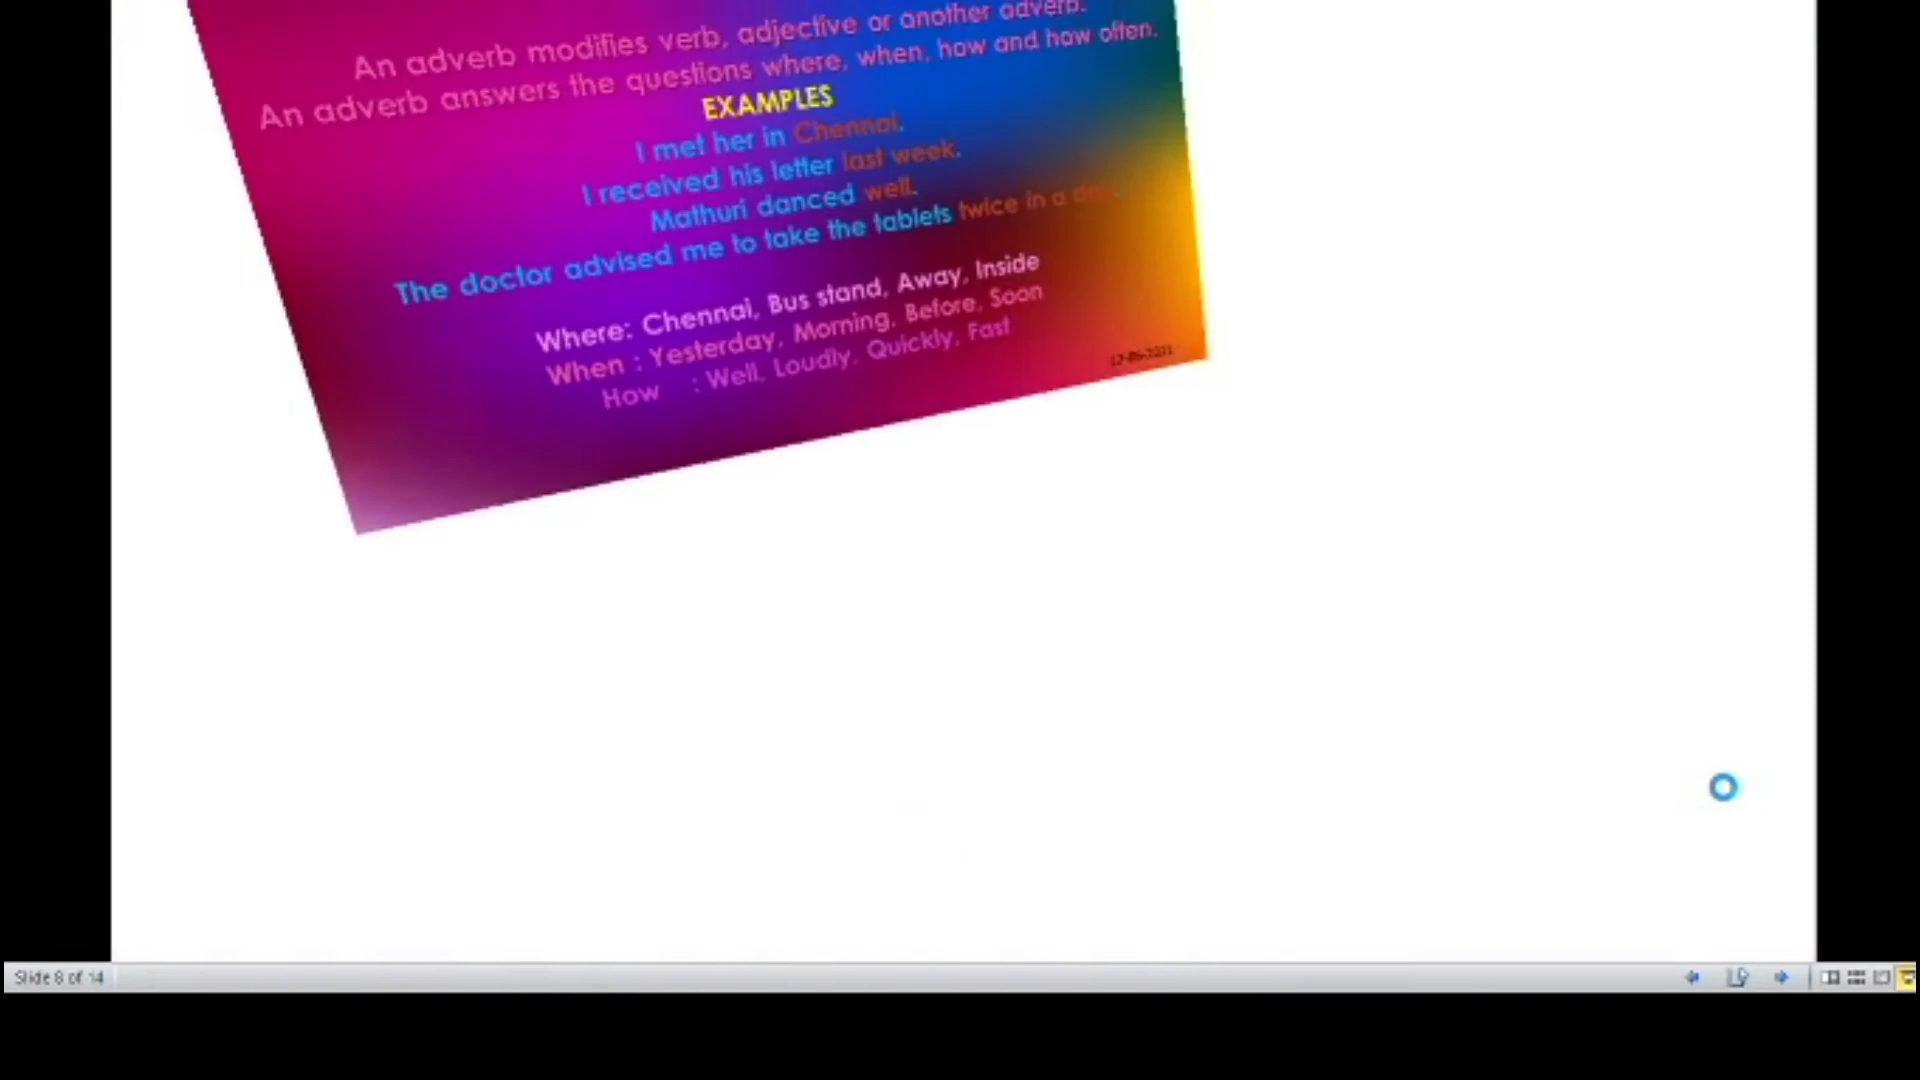 An adverb modifies verb, adjective or another adverb.
An adverb answers the questions where, when, how and how often.
EXAMPLES
I met her in Chennai.
I received his letter last week.
Mathuri danced well.
The doctor advised me to take the tablets twice in a day.
Where: Chennai, Bus stand, Away, Inside
When : Yesterday, Morning, Before, Soon
How : Well, Loudly, Quickly, Fast
Slide 8 of 14